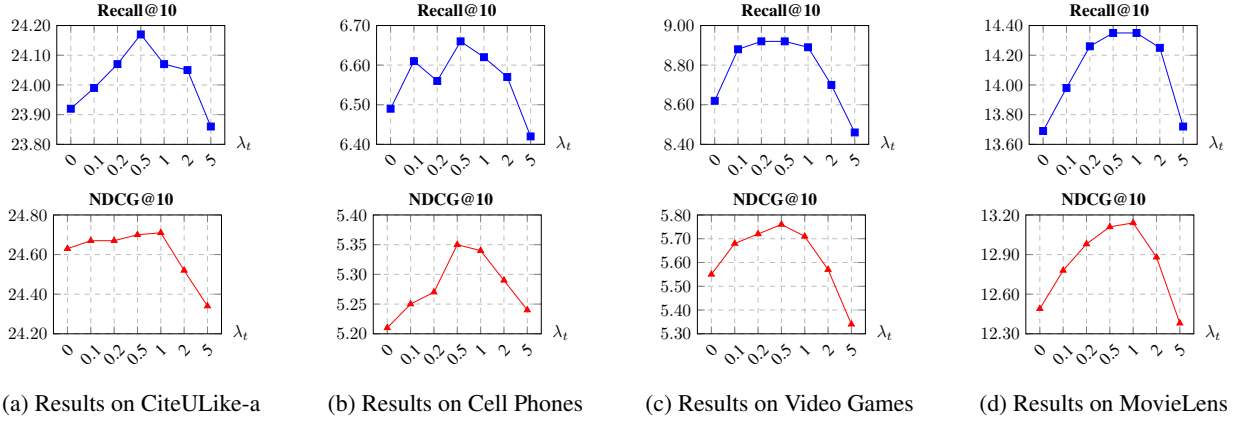 Recall@10
24.20
24.10
24.00
23.90
23.80
0 0.1 0.2 0.5 1 2 5 λt
Recall@10
6.70
6.60
6.50
6.40
0 0.1 0.2 0.5 1 2 5 λt
Recall@10
9.00
8.80
8.60
8.40
0 0.1 0.2 0.5 1 2 5 λt
Recall@10
14.40
14.20
14.00
13.80
13.60
0 0.1 0.2 0.5 1 2 5 λt
NDCG@10
24.80
24.60
24.40
24.20
0 0.1 0.2 0.5 1 2 5 λt
NDCG@10
5.40
5.35
5.30
5.25
5.20
0 0.1 0.2 0.5 1 2 5 λt
NDCG@10
5.80
5.70
5.60
5.50
5.40
5.30
0 0.1 0.2 0.5 1 2 5 λt
NDCG@10
13.20
12.90
12.60
12.30
0 0.1 0.2 0.5 1 2 5 λt
(a) Results on CiteULike-a
(b) Results on Cell Phones
(c) Results on Video Games
(d) Results on MovieLens